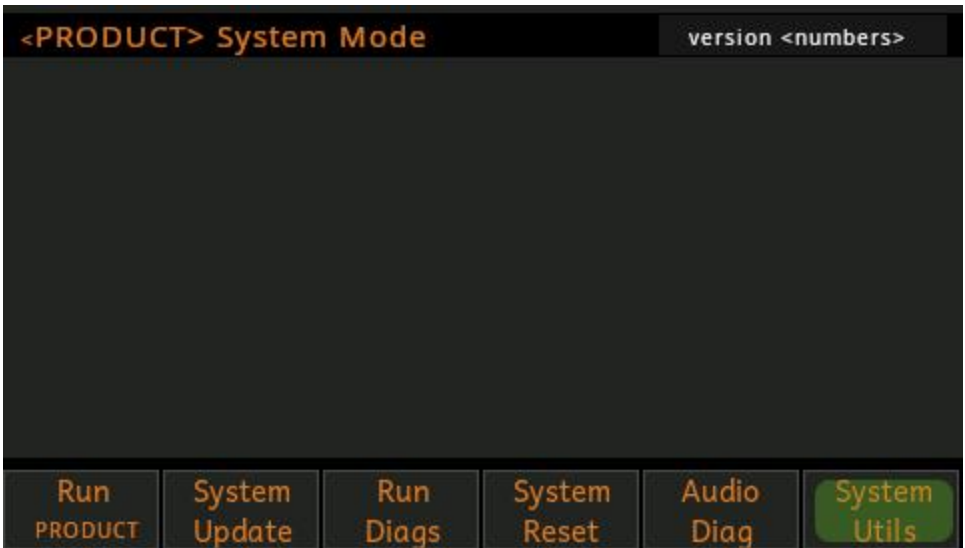 <PRODUCT> System Mode
version <numbers>
Run
PRODUCT
System
Update
Run
Diags
System
Reset
Audio
Diag
System
Utils